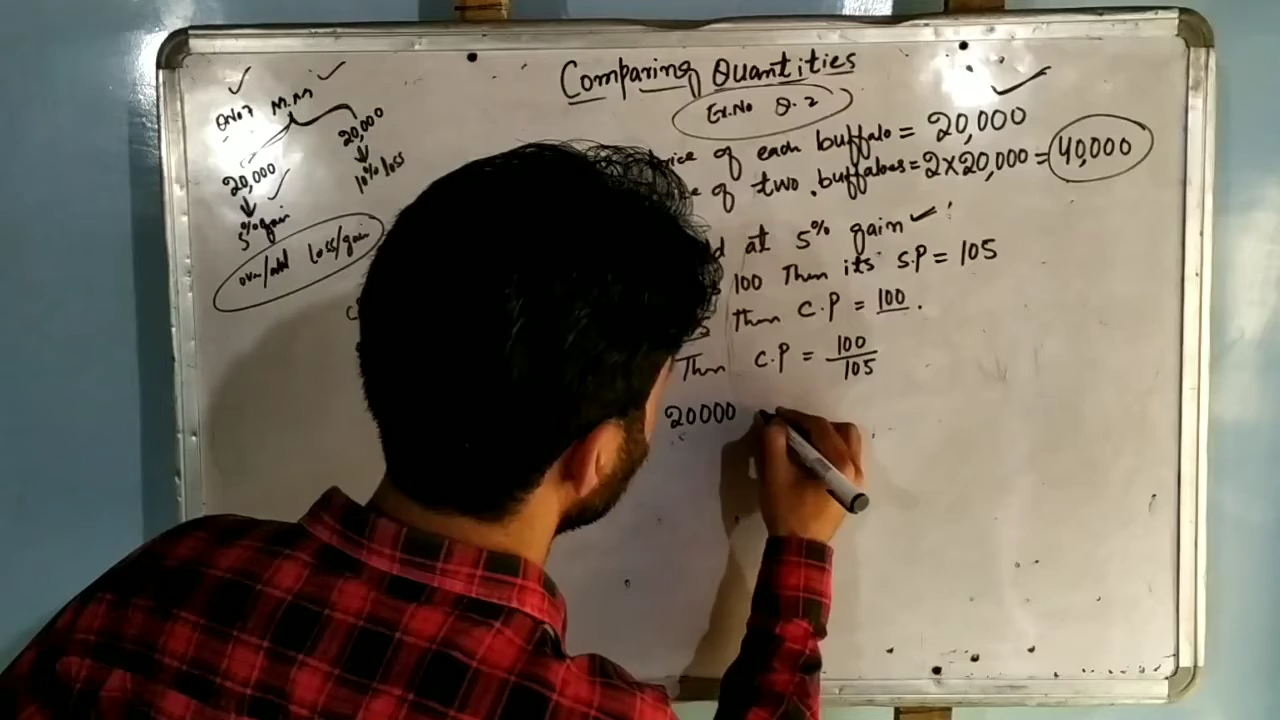 Comparing Quantities
Ex.No 8.2
Q.No 7 M.M
20,000
5% gain
20,000
10% loss
over/all loss/gain
of each buffalo = 20,000
of two buffaloes = 2×20,000 = 40,000
at 5% gain
100 Then its S.P = 105
Then C.P = 100.
Then C.P = 100/105
20000